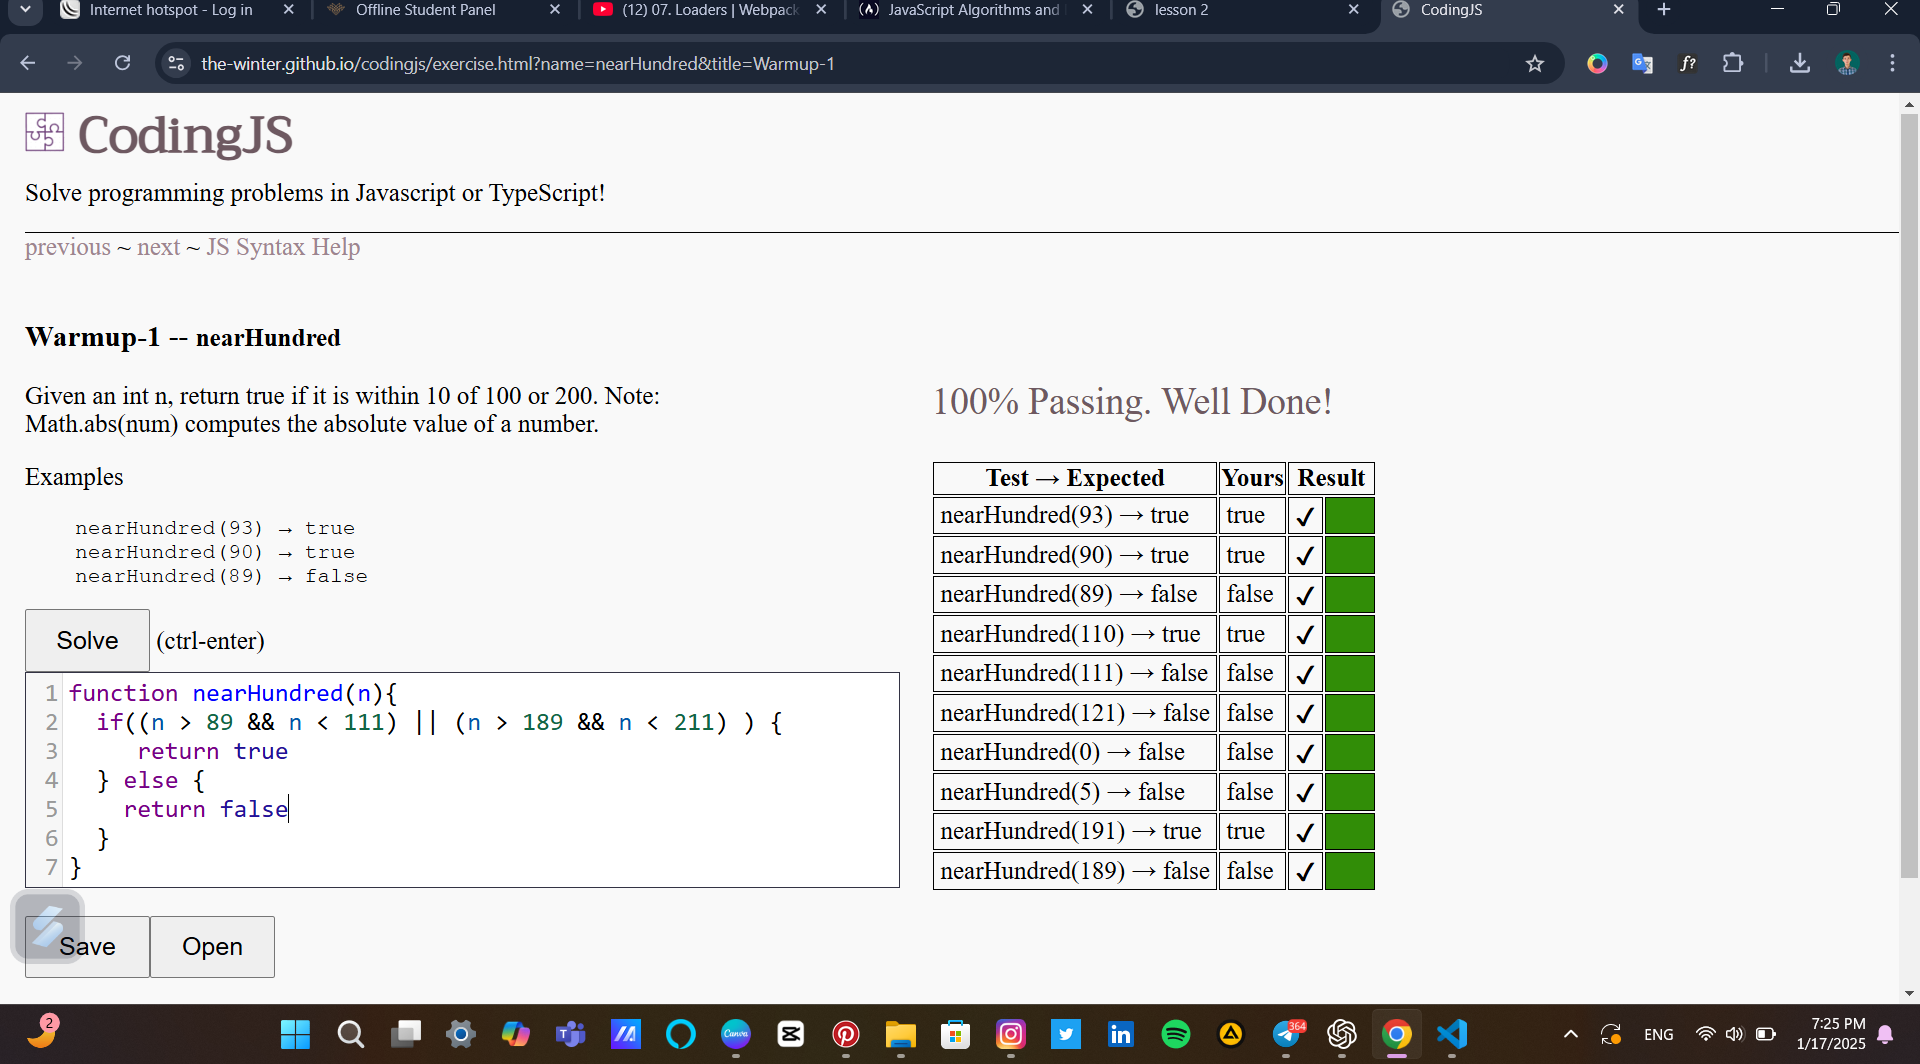 Internet hotspot - Log in
Offline Student Panel
(12) 07. Loaders | Webpack
JavaScript Algorithms and
lesson 2
CodingJS
the-winter.github.io/codingjs/exercise.html?name=nearHundred&title=Warmup-1
f?
CodingJS
Solve programming problems in Javascript or TypeScript!
previous ~ next ~ JS Syntax Help
Warmup-1 -- nearHundred
Given an int n, return true if it is within 10 of 100 or 200. Note:
Math.abs(num) computes the absolute value of a number.
Examples
nearHundred(93) → true
nearHundred(90) → true
nearHundred(89) → false
Solve (ctrl-enter)
1 function nearHundred(n){
2 if((n > 89 && n < 111) || (n > 189 && n < 211) ) {
3 return true
4 } else {
5 return false
6 }
7 }
Save Open
100% Passing. Well Done!
Test → Expected Yours Result
nearHundred(93) → true true ✓
nearHundred(90) → true true ✓
nearHundred(89) → false false ✓
nearHundred(110) → true true ✓
nearHundred(111) → false false ✓
nearHundred(121) → false false ✓
nearHundred(0) → false false ✓
nearHundred(5) → false false ✓
nearHundred(191) → true true ✓
nearHundred(189) → false false ✓
2
Canva
364
ENG
7:25 PM
1/17/2025